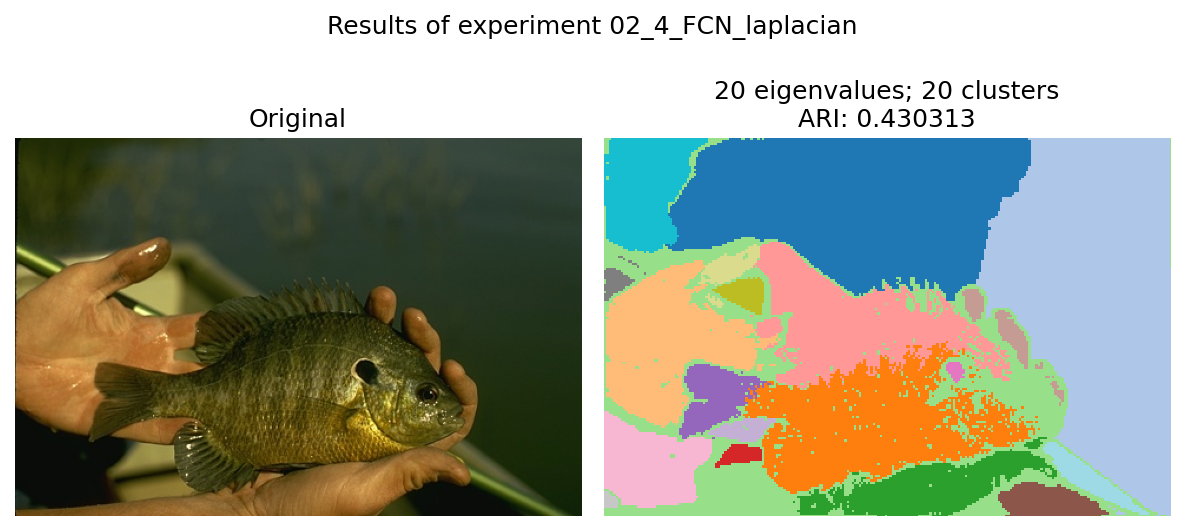 Results of experiment 02_4_FCN_laplacian
Original
20 eigenvalues; 20 clusters
ARI: 0.430313